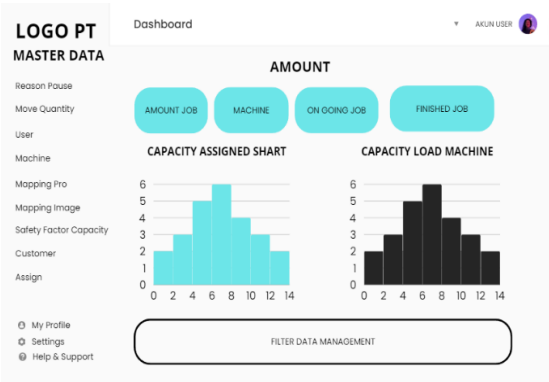 LOGO PT
MASTER DATA
Reason Pause
Move Quantity
User
Machine
Mapping Pro
Mapping Image
Safety Factor Capacity
Customer
Assign
My Profile
Settings
Help & Support
Dashboard
AKUN USER
AMOUNT
AMOUNT JOB
MACHINE
ON GOING JOB
FINISHED JOB
CAPACITY ASSIGNED SHART
6
5
4
3
2
1
0
0 2 4 6 8 10 12 14
CAPACITY LOAD MACHINE
6
5
4
3
2
1
0
0 2 4 6 8 10 12 14
FILTER DATA MANAGEMENT